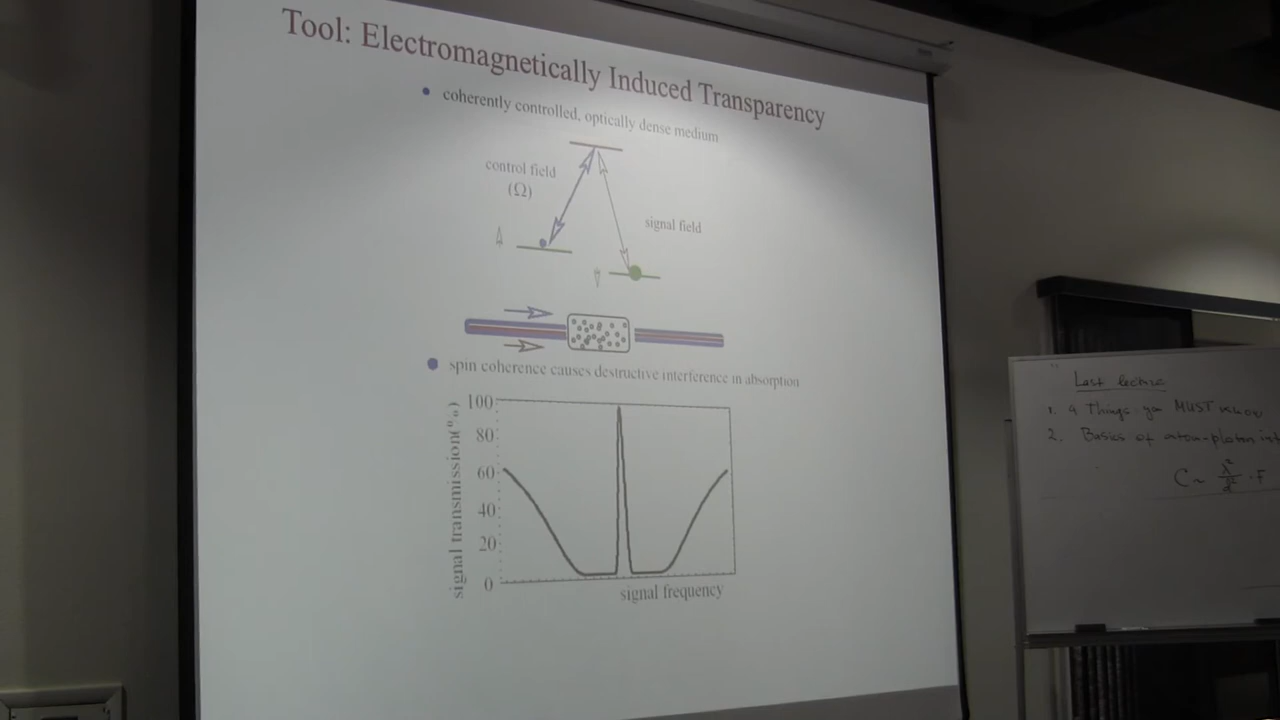 Tool: Electromagnetically Induced Transparency
coherently controlled, optically dense medium
control field
(Ω)
signal field
spin coherence causes destructive interference in absorption
signal transmission(%)
100
80
60
40
20
0
signal frequency
Last lecture
1. 9 Things you MUST know
2. Basics of atom-photon int
C ~ λ²/d² · F